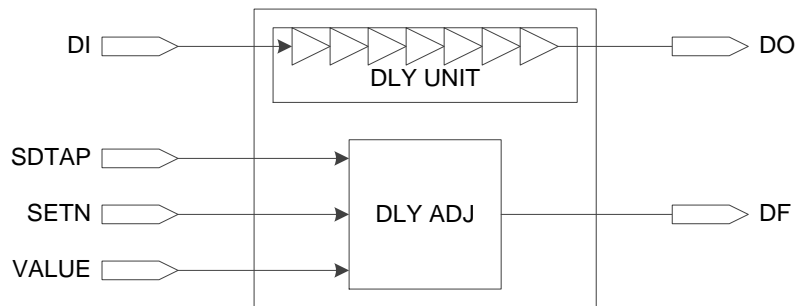 DI
DLY UNIT
DO
SDTAP
SETN
DLY ADJ
DF
VALUE